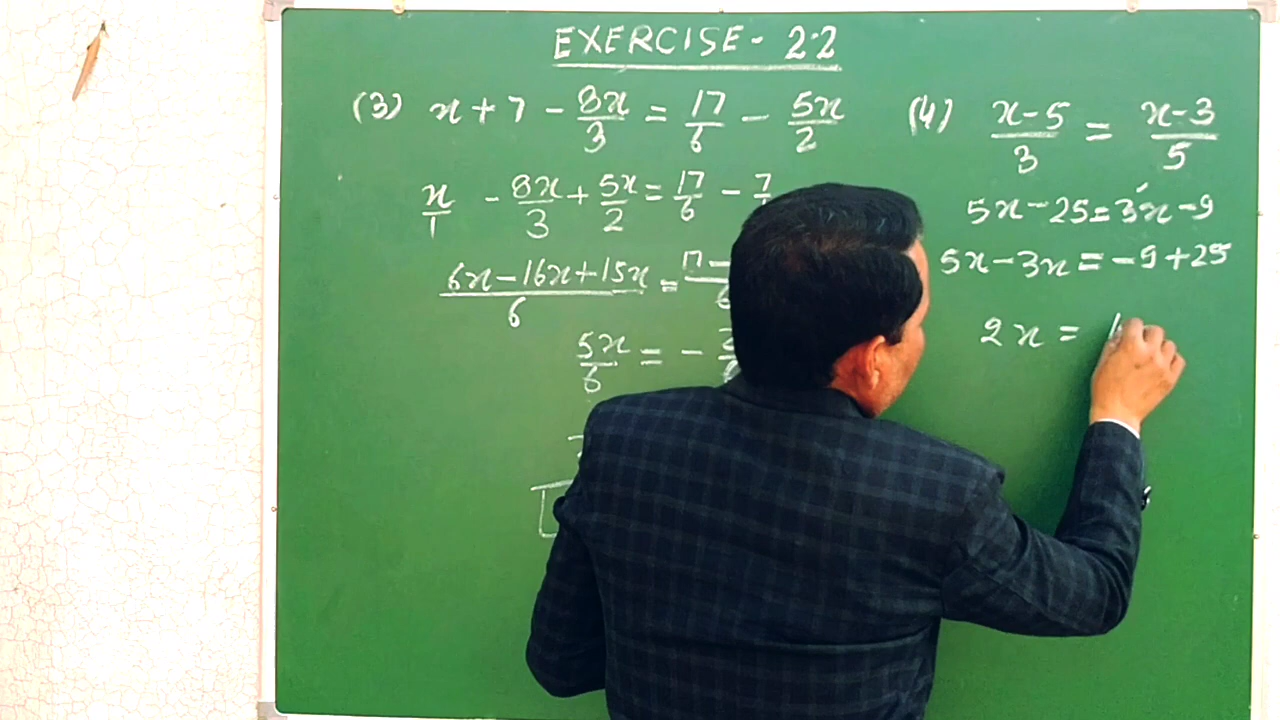 EXERCISE - 2.2
(3) x + 7 - 8x/3 = 17/6 - 5x/2
x/1 - 8x/3 + 5x/2 = 17/6 - 7/
6x-16x+15x/6 = 17-
5x/6 = -
(4) x-5/3 = x-3/5
5x-25=3x-9
5x-3x=-9+25
2x = 1